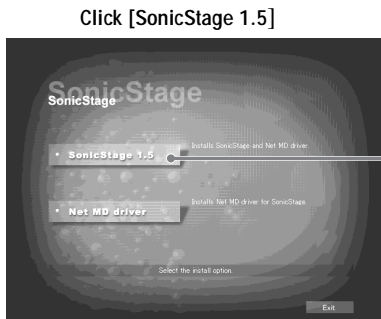 Click [SonicStage 1.5]
SonicStage
SonicStage
SonicStage 1.5
Installs SonicStage and Net MD driver.
Net MD driver
Installs Net MD driver for SonicStage.
Select the install option.
Exit